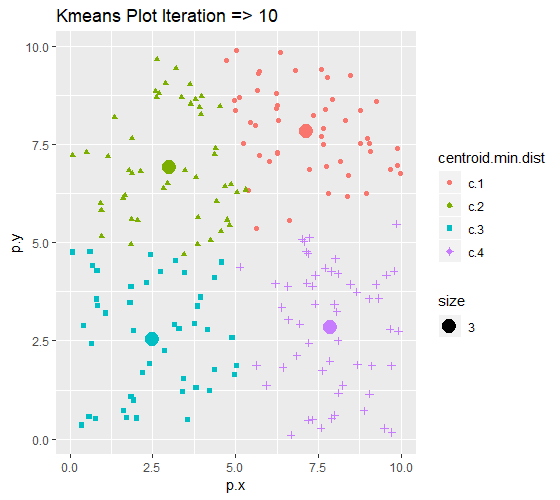 Kmeans Plot Iteration => 10
10.0
7.5
5.0
2.5
0.0
p.y
0.0 2.5 5.0 7.5 10.0
p.x
centroid.min.dist
c.1
c.2
c.3
c.4
size
3